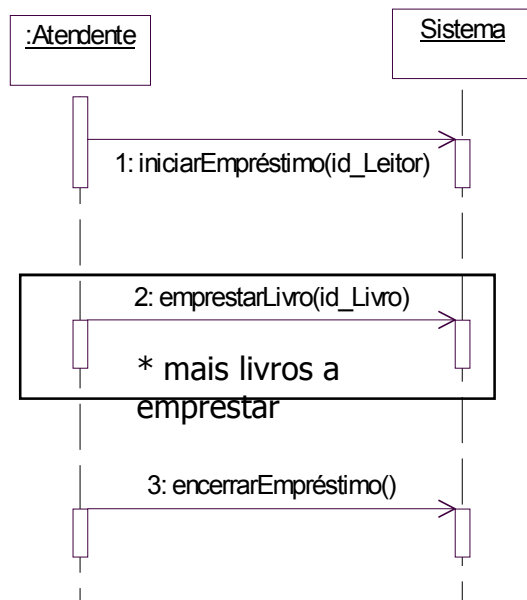 :Atendente
Sistema
1: iniciarEmpréstimo(id_Leitor)
2: emprestarLivro(id_Livro)
* mais livros a
emprestar
3: encerrarEmpréstimo()